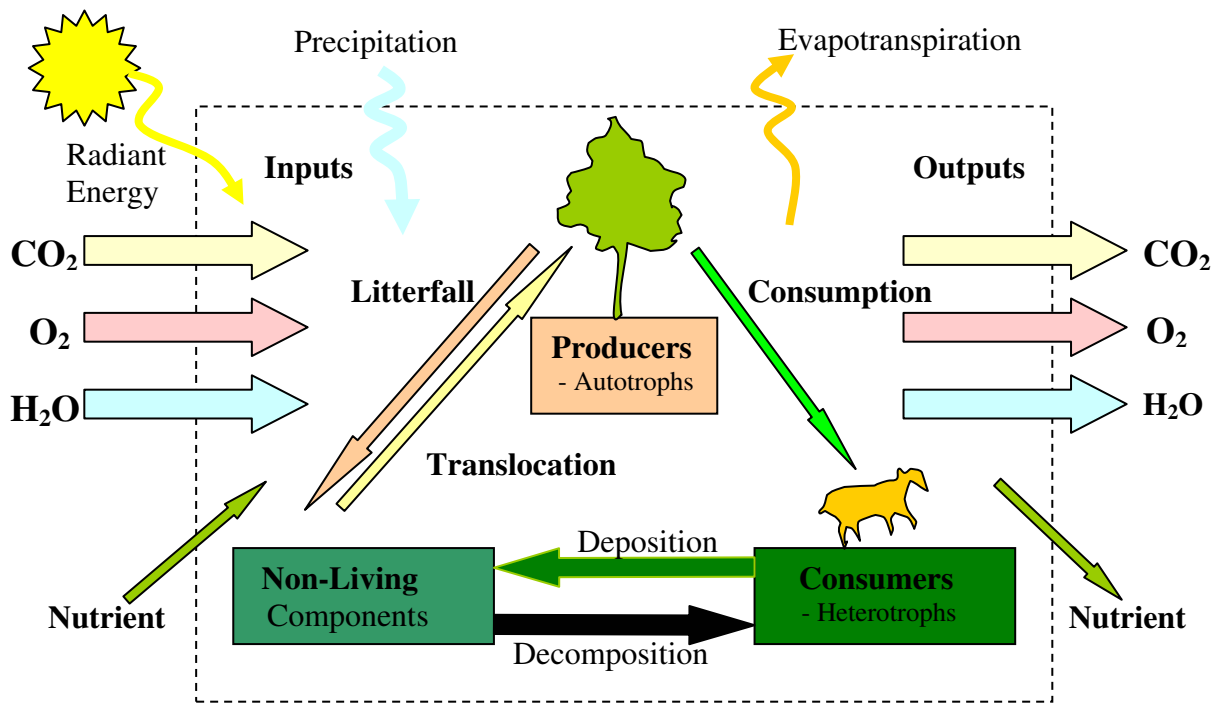 Precipitation
Evapotranspiration
Radiant
Energy
Inputs
Outputs
CO₂
CO₂
Litterfall
Consumption
O₂
O₂
Producers
- Autotrophs
H₂O
H₂O
Translocation
Deposition
Non-Living
Components
Consumers
- Heterotrophs
Nutrient
Nutrient
Decomposition